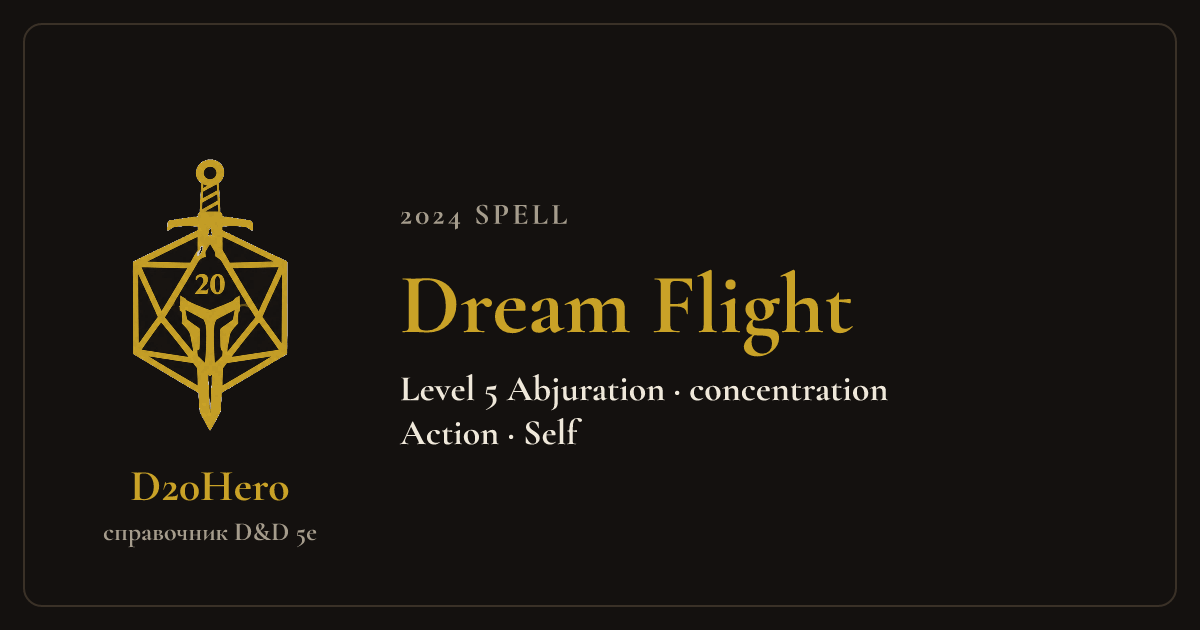 20
D20Hero
справочник D&D 5e
2024 SPELL
Dream Flight
Level 5 Abjuration · concentration
Action · Self